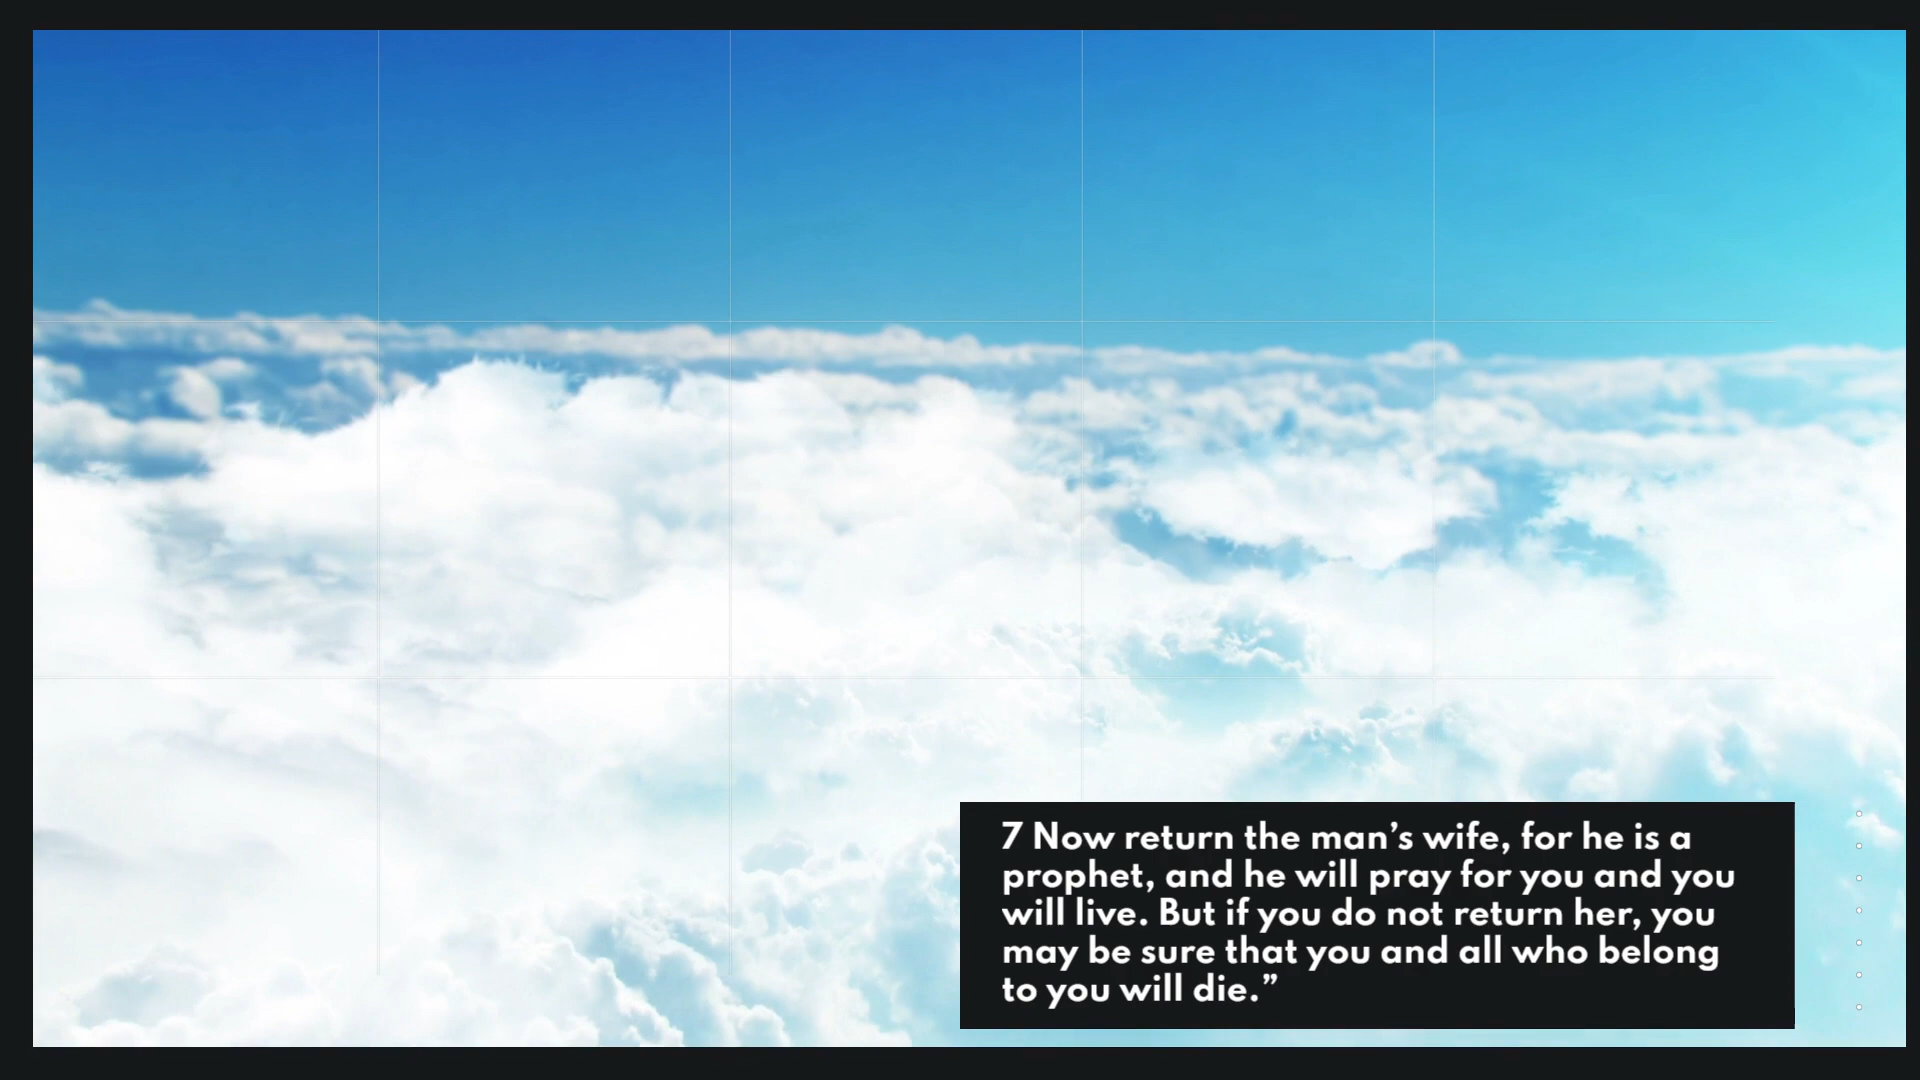 7 Now return the man’s wife, for he is a
prophet, and he will pray for you and you
will live. But if you do not return her, you
may be sure that you and all who belong
to you will die.”